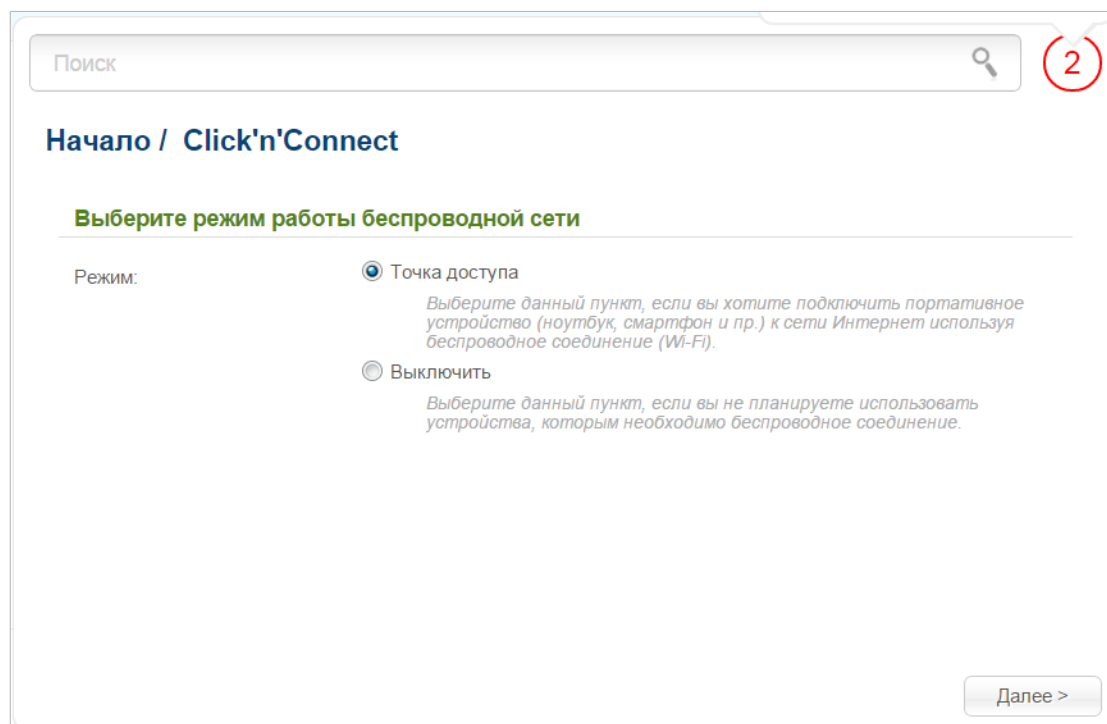 Поиск
2
Начало / Click'n'Connect
Выберите режим работы беспроводной сети
Режим:
Точка доступа
Выберите данный пункт, если вы хотите подключить портативное
устройство (ноутбук, смартфон и пр.) к сети Интернет используя
беспроводное соединение (Wi-Fi).
Выключить
Выберите данный пункт, если вы не планируете использовать
устройства, которым необходимо беспроводное соединение.
Далее >